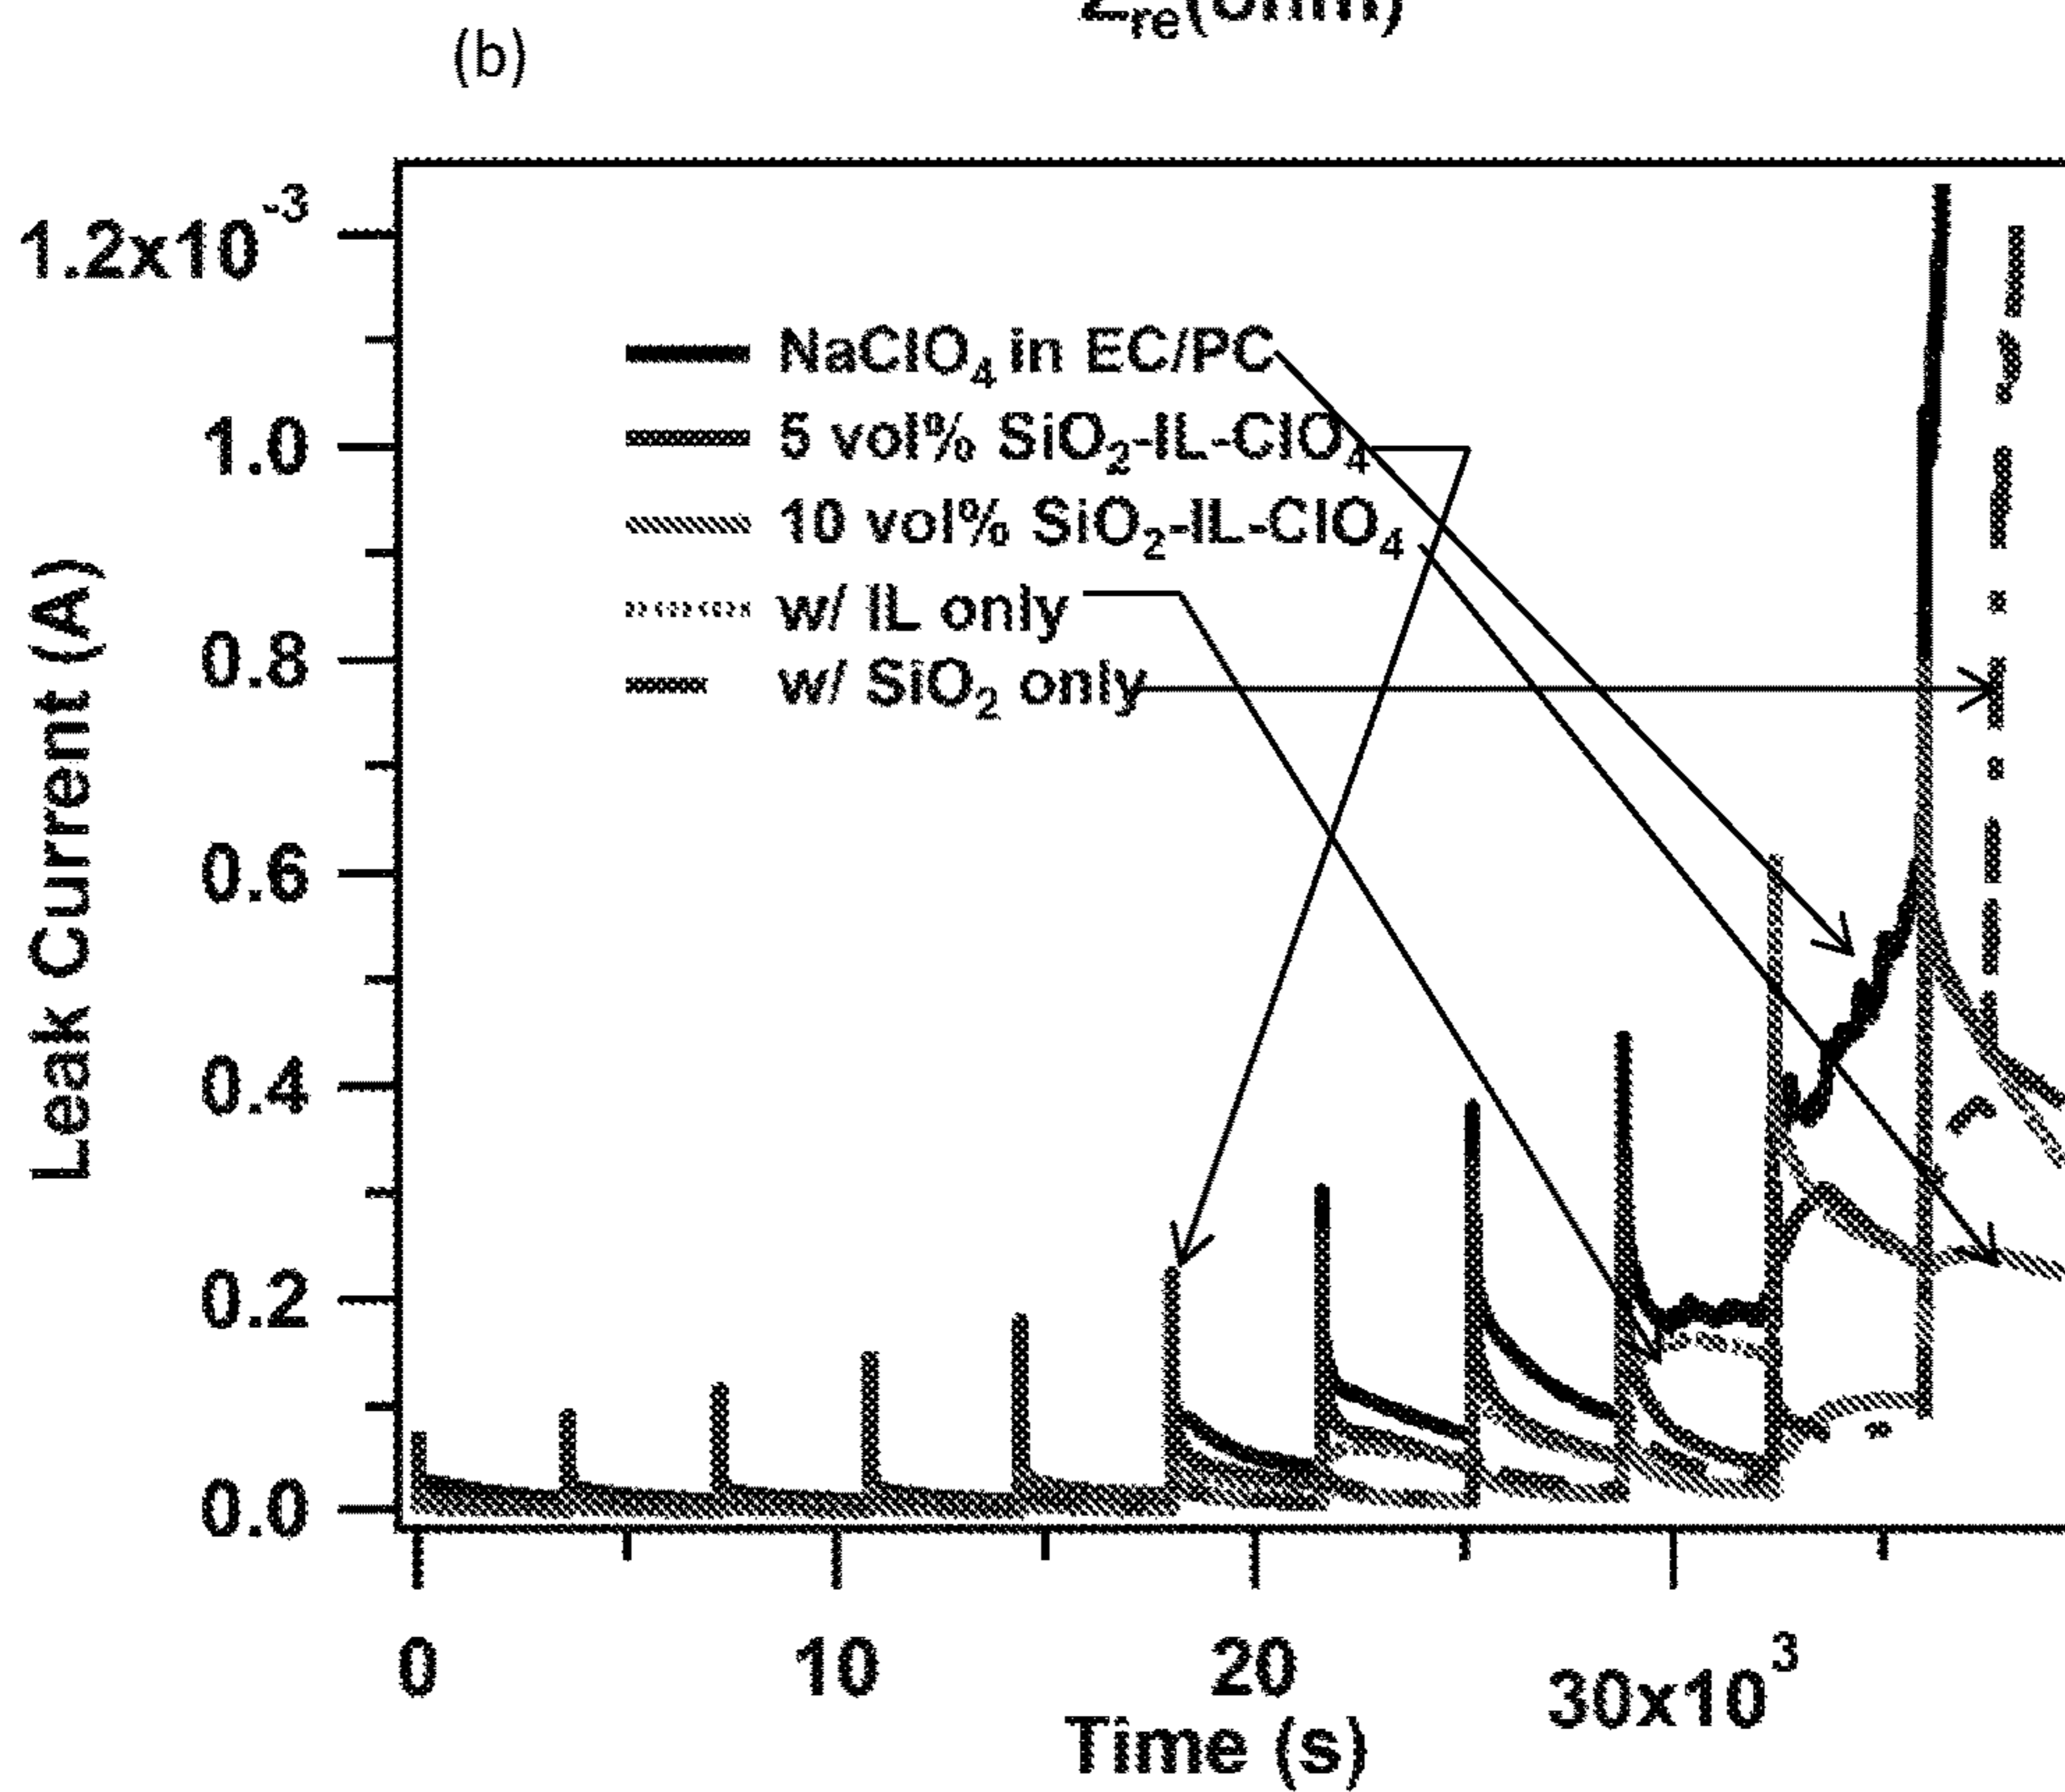 Zre(ohm)
(b)
1.2x10-3
1.0
0.8
0.6
0.4
0.2
0.0
Leak Current (A)
NaClO4 in EC/PC
5 vol% SiO2-IL-ClO4
10 vol% SiO2-IL-ClO4
w/ IL only
w/ SiO2 only
0 10 20 30x103
Time (s)